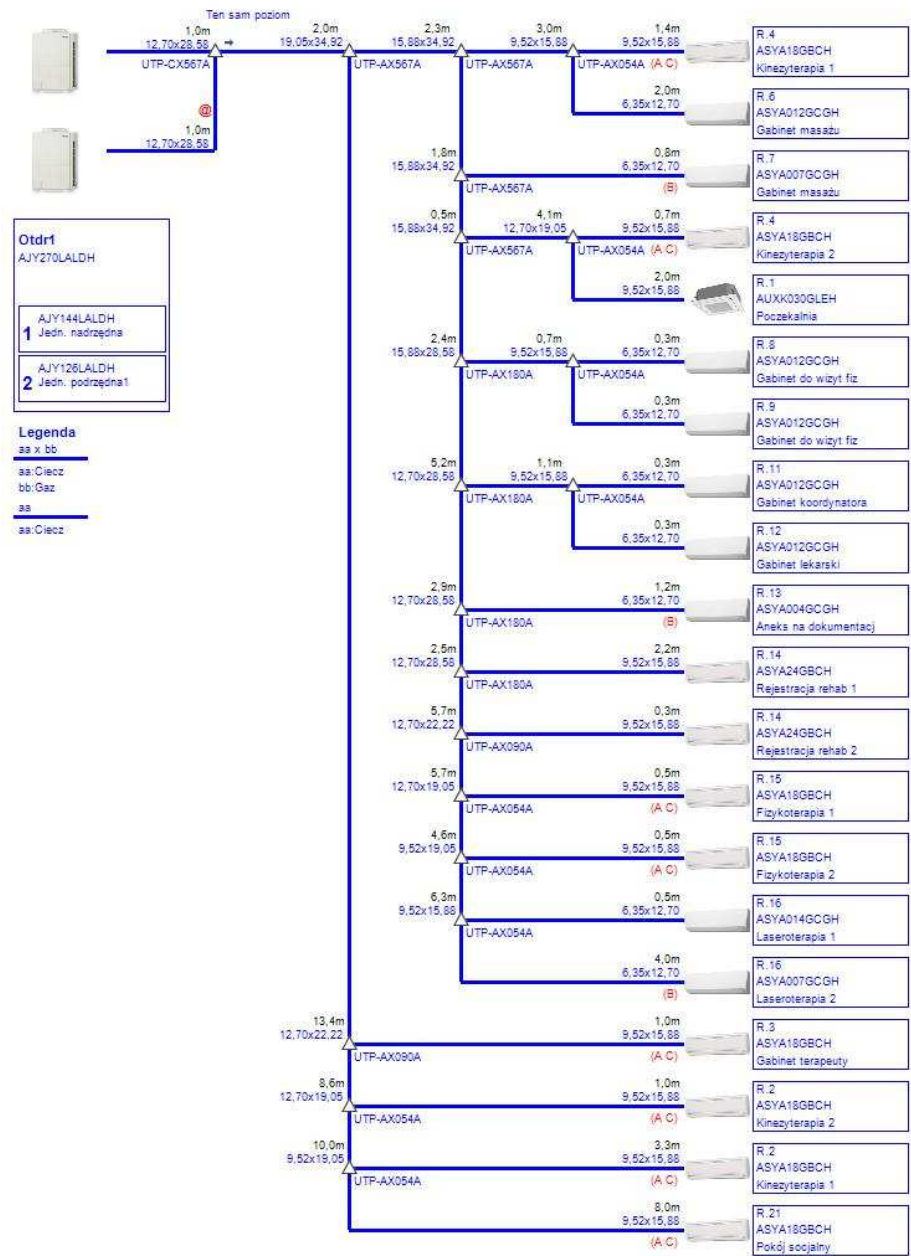 Ten sam poziom
1,0m
12,70x28,58
UTP-CX567A
2,0m
19,05x34,92
UTP-AX567A
2,3m
15,88x34,92
UTP-AX567A
3,0m
9,52x15,88
UTP-AX054A
1,4m
9,52x15,88
(A C)
R.4
ASYA18GBCH
Kinezyterapia 1
2,0m
6,35x12,70
R.6
ASYA012GCGH
Gabinet masażu
@
1,0m
12,70x28,58
1,8m
15,88x34,92
UTP-AX567A
0,8m
6,35x12,70
(B)
R.7
ASYA007GCGH
Gabinet masażu
0,5m
15,88x34,92
UTP-AX567A
4,1m
12,70x19,05
UTP-AX054A
0,7m
9,52x15,88
(A C)
R.4
ASYA18GBCH
Kinezyterapia 2
2,0m
9,52x15,88
R.1
AUXK030GLEH
Poczekalnia
Otdr1
AJY270LALDH
1
AJY144LALDH
Jedn. nadrzędna
2
AJY126LALDH
Jedn. podrzędna1
Legenda
aa x bb
aa:Ciecz
bb:Gaz
aa
aa:Ciecz
2,4m
15,88x28,58
UTP-AX180A
0,7m
9,52x15,88
UTP-AX054A
0,3m
6,35x12,70
R.8
ASYA012GCGH
Gabinet do wizyt fiz
0,3m
6,35x12,70
R.9
ASYA012GCGH
Gabinet do wizyt fiz
5,2m
12,70x28,58
UTP-AX180A
1,1m
9,52x15,88
UTP-AX054A
0,3m
6,35x12,70
R.11
ASYA012GCGH
Gabinet koordynatora
0,3m
6,35x12,70
R.12
ASYA012GCGH
Gabinet lekarski
2,9m
12,70x28,58
UTP-AX180A
1,2m
6,35x12,70
(B)
R.13
ASYA004GCGH
Aneks na dokumentacj
2,5m
12,70x28,58
UTP-AX180A
2,2m
9,52x15,88
R.14
ASYA24GBCH
Rejestracja rehab 1
5,7m
12,70x22,22
UTP-AX090A
0,3m
9,52x15,88
R.14
ASYA24GBCH
Rejestracja rehab 2
5,7m
12,70x19,05
UTP-AX054A
0,5m
9,52x15,88
(A C)
R.15
ASYA18GBCH
Fizykoterapia 1
4,6m
9,52x19,05
UTP-AX054A
0,5m
9,52x15,88
(A C)
R.15
ASYA18GBCH
Fizykoterapia 2
6,3m
9,52x15,88
UTP-AX054A
0,5m
6,35x12,70
R.16
ASYA014GCGH
Laseroterapia 1
4,0m
6,35x12,70
(B)
R.16
ASYA007GCGH
Laseroterapia 2
13,4m
12,70x22,22
UTP-AX090A
1,0m
9,52x15,88
(A C)
R.3
ASYA18GBCH
Gabinet terapeuty
8,6m
12,70x19,05
UTP-AX054A
1,0m
9,52x15,88
(A C)
R.2
ASYA18GBCH
Kinezyterapia 2
10,0m
9,52x19,05
UTP-AX054A
3,3m
9,52x15,88
(A C)
R.2
ASYA18GBCH
Kinezyterapia 1
8,0m
9,52x15,88
(A C)
R.21
ASYA18GBCH
Pokój socjalny